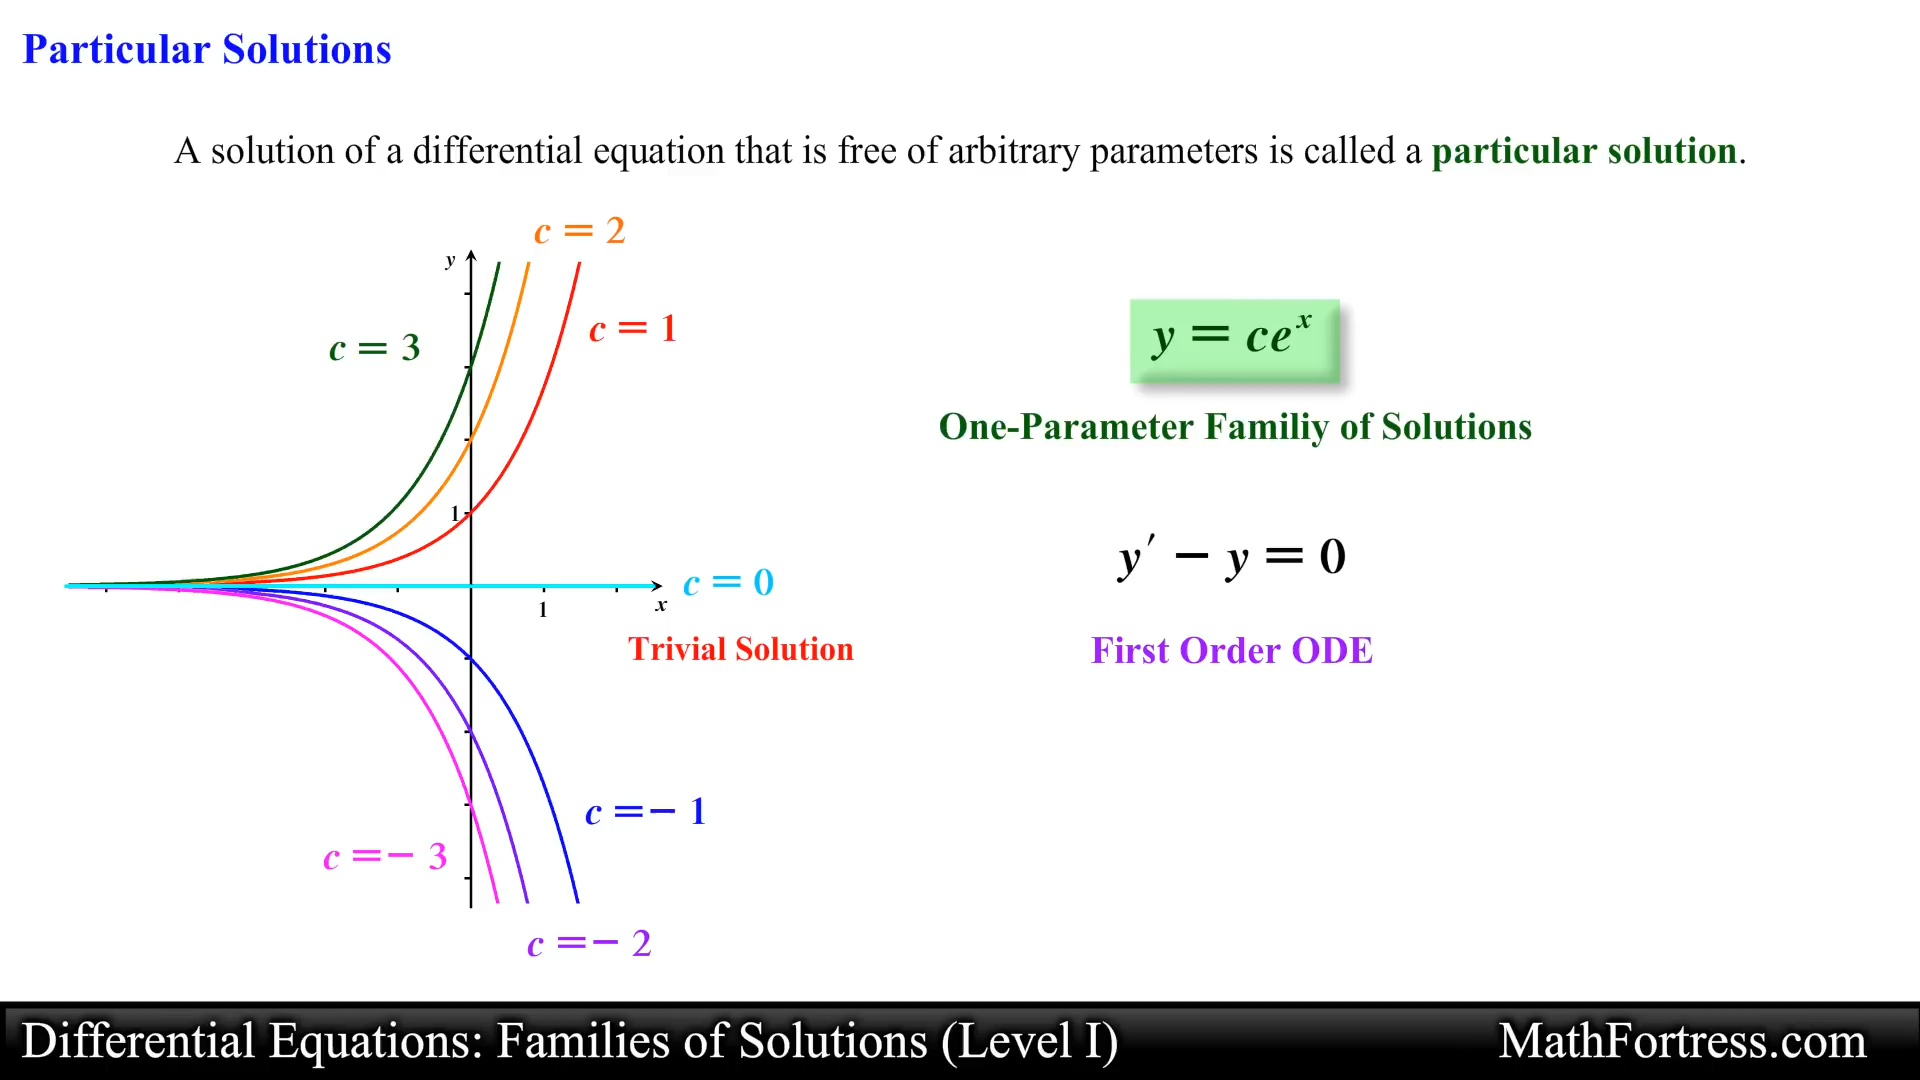 Particular Solutions
A solution of a differential equation that is free of arbitrary parameters is called a particular solution.
c = 2
y
c = 3
c = 1
1
c = 0
1
x
Trivial Solution
c =− 1
c =− 3
c =− 2
y = ceˣ
One-Parameter Familiy of Solutions
y′ − y = 0
First Order ODE
Differential Equations: Families of Solutions (Level I)
MathFortress.com